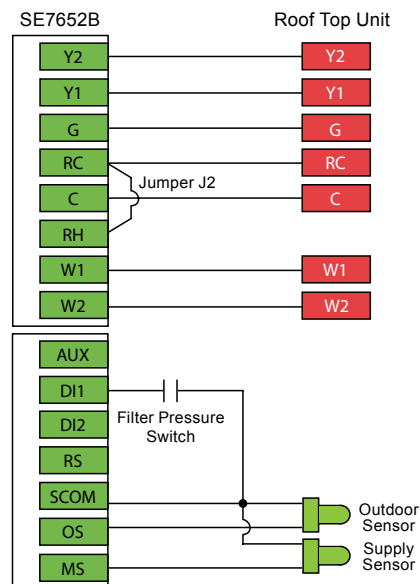 SE7652B Roof Top Unit
Y2 Y2
Y1 Y1
G G
RC RC
Jumper J2
C C
RH
W1 W1
W2 W2
AUX
DI1
Filter Pressure
Switch
DI2
RS
SCOM
Outdoor
Sensor
OS
Supply
Sensor
MS